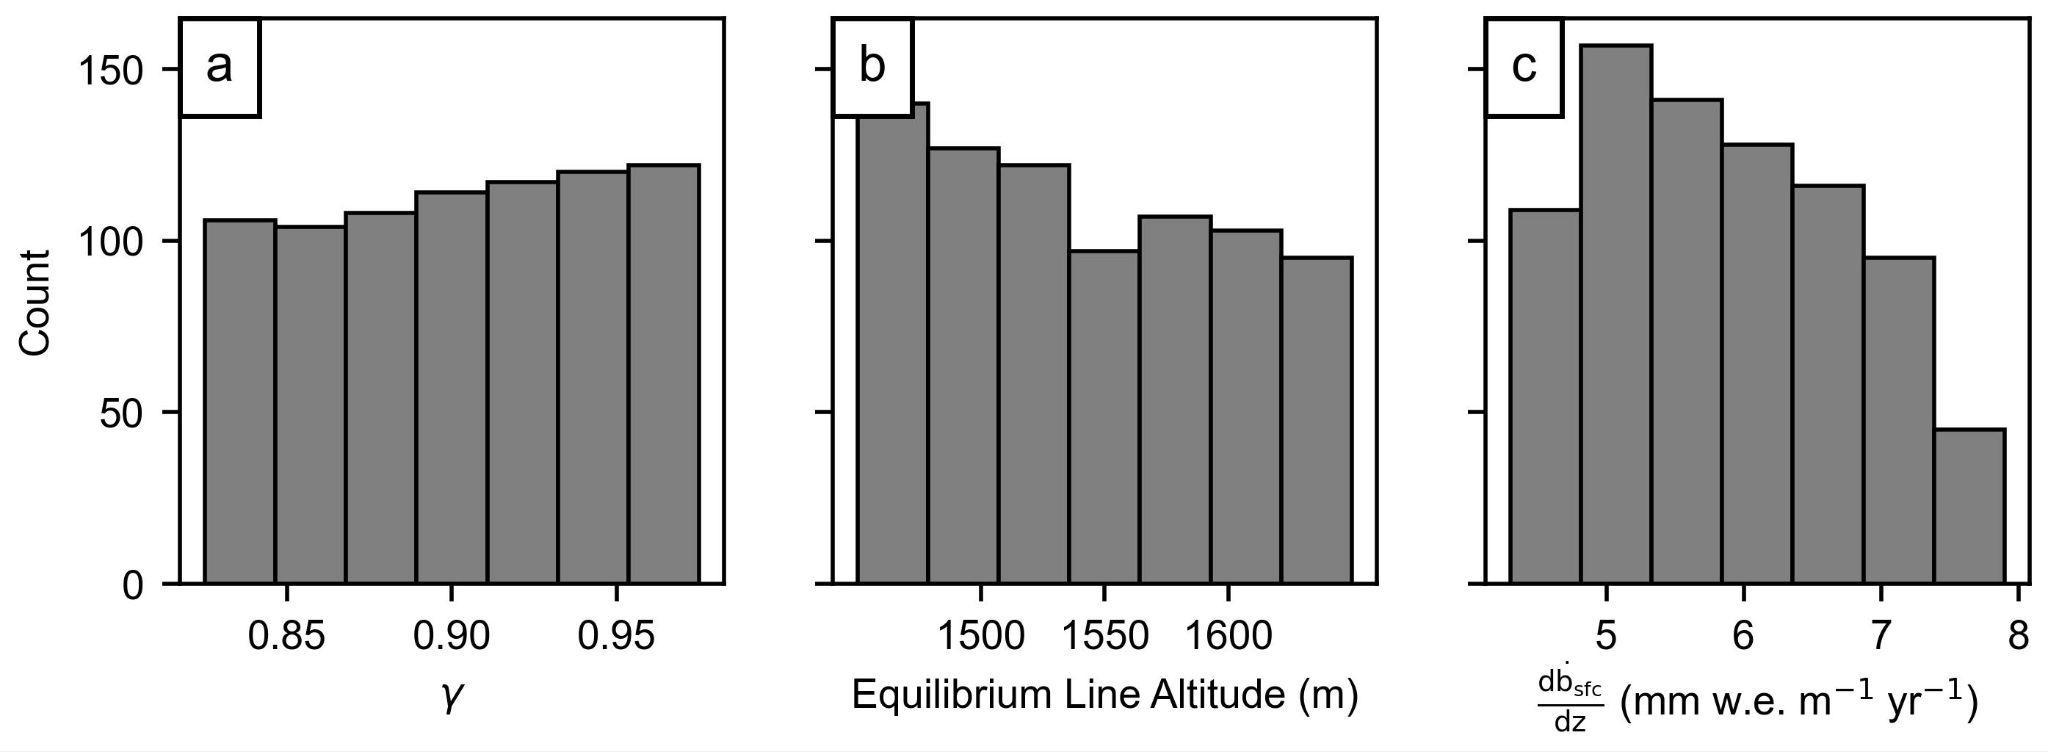 a
b
c
150
100
50
0
Count
0.85 0.90 0.95
1500 1550 1600
5 6 7 8
γ
Equilibrium Line Altitude (m)
dḃsfc/dz (mm w.e. m⁻¹ yr⁻¹)